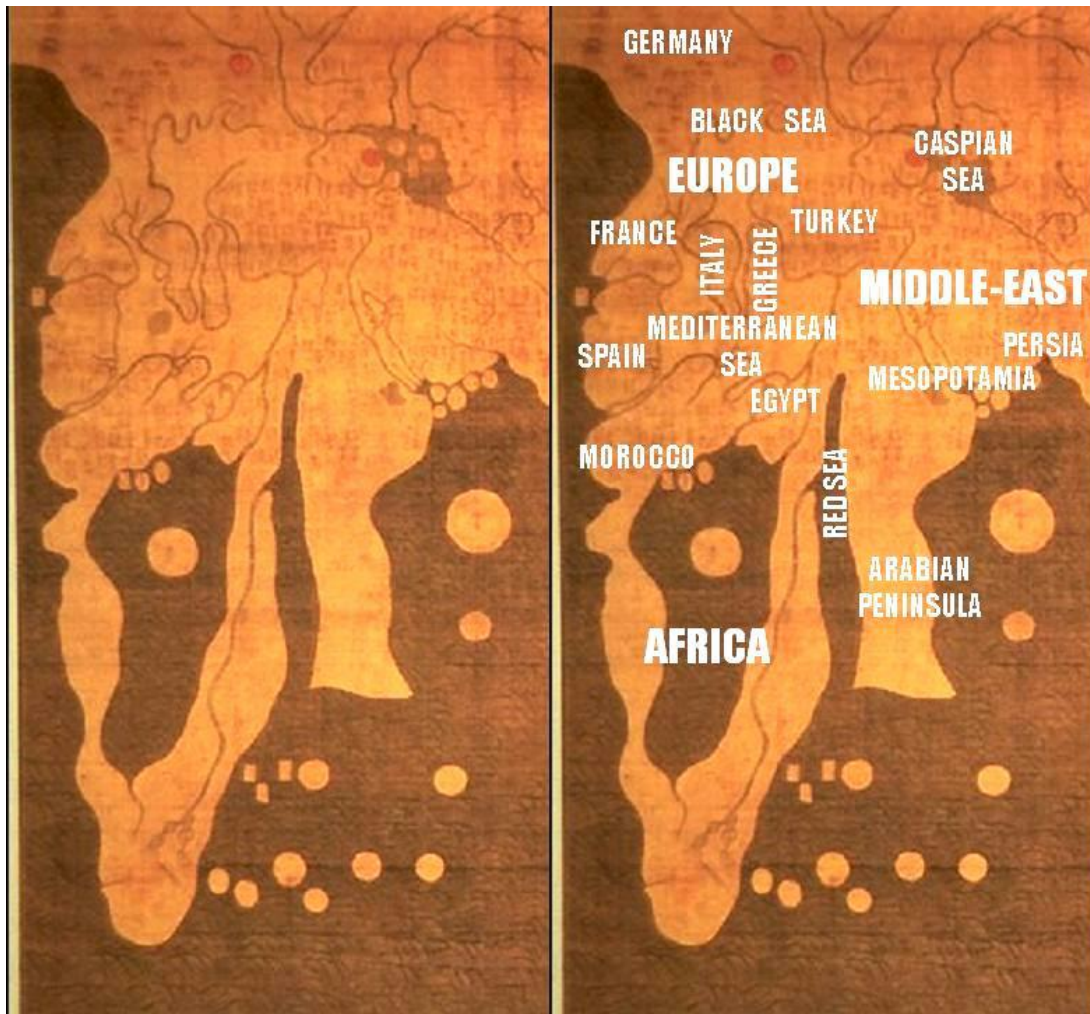 GERMANY
BLACK SEA
CASPIAN
SEA
EUROPE
FRANCE
ITALY
GREECE
TURKEY
MIDDLE-EAST
MEDITERRANEAN
SEA
SPAIN
PERSIA
MESOPOTAMIA
EGYPT
MOROCCO
RED SEA
ARABIAN
PENINSULA
AFRICA